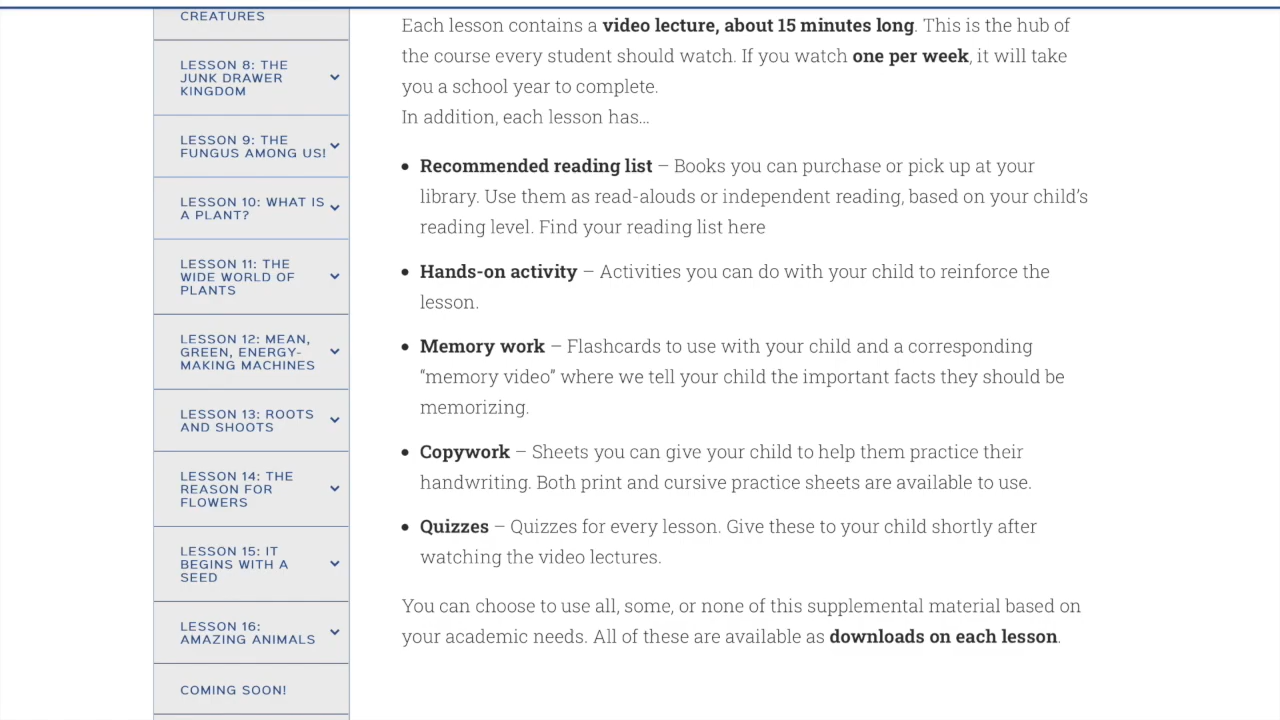 CREATURES
LESSON 8: THE
JUNK DRAWER
KINGDOM
LESSON 9: THE
FUNGUS AMONG US!
LESSON 10: WHAT IS
A PLANT?
LESSON 11: THE
WIDE WORLD OF
PLANTS
LESSON 12: MEAN,
GREEN, ENERGY-
MAKING MACHINES
LESSON 13: ROOTS
AND SHOOTS
LESSON 14: THE
REASON FOR
FLOWERS
LESSON 15: IT
BEGINS WITH A
SEED
LESSON 16:
AMAZING ANIMALS
COMING SOON!
Each lesson contains a video lecture, about 15 minutes long. This is the hub of
the course every student should watch. If you watch one per week, it will take
you a school year to complete.
In addition, each lesson has...
• Recommended reading list – Books you can purchase or pick up at your
library. Use them as read-alouds or independent reading, based on your child’s
reading level. Find your reading list here
• Hands-on activity – Activities you can do with your child to reinforce the
lesson.
• Memory work – Flashcards to use with your child and a corresponding
“memory video” where we tell your child the important facts they should be
memorizing.
• Copywork – Sheets you can give your child to help them practice their
handwriting. Both print and cursive practice sheets are available to use.
• Quizzes – Quizzes for every lesson. Give these to your child shortly after
watching the video lectures.
You can choose to use all, some, or none of this supplemental material based on
your academic needs. All of these are available as downloads on each lesson.